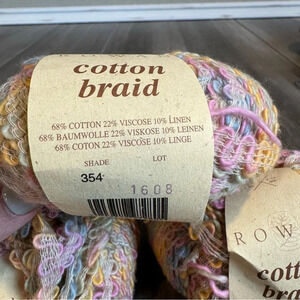 ROWAN
cotton
braid
68% COTTON 22% VISCOSE 10% LINEN
68% BAUMWOLLE 22% VISKOSE 10% LEINEN
68% COTON 22% VISCOSE 10% LINGE
SHADE LOT
354
1608
ROW
cott
bra